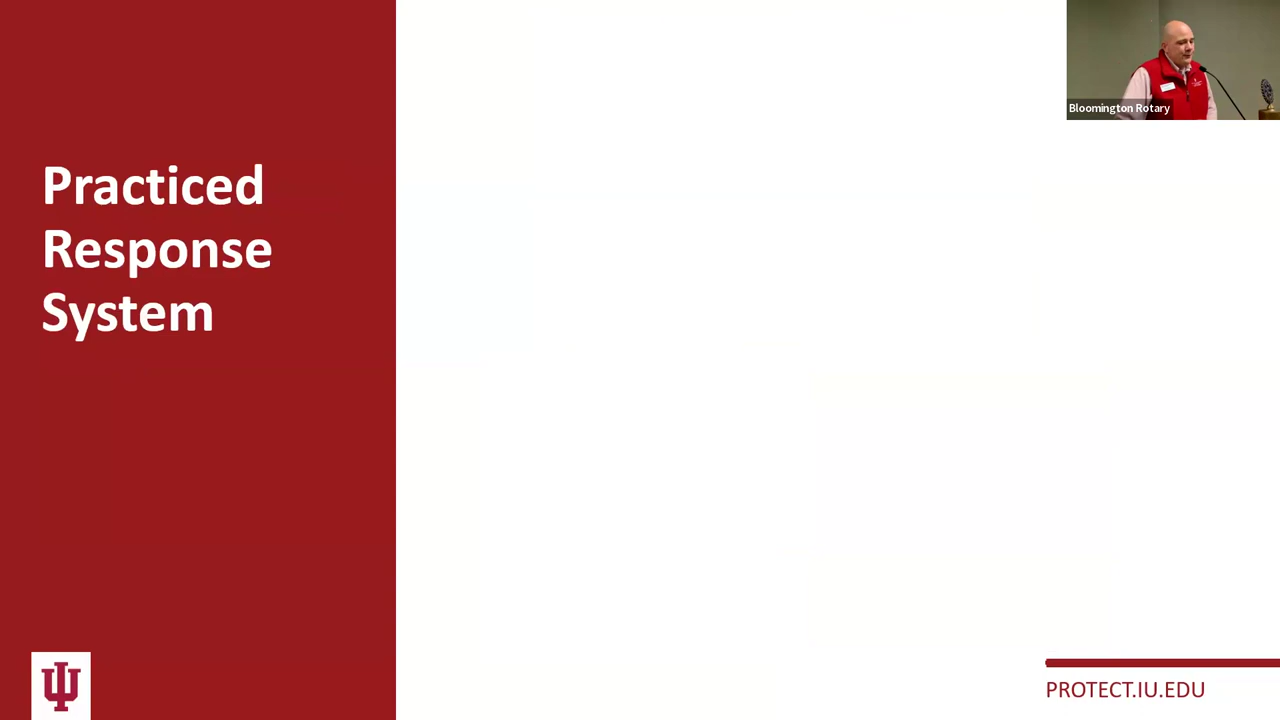 Practiced
Response
System
Bloomington Rotary
PROTECT.IU.EDU